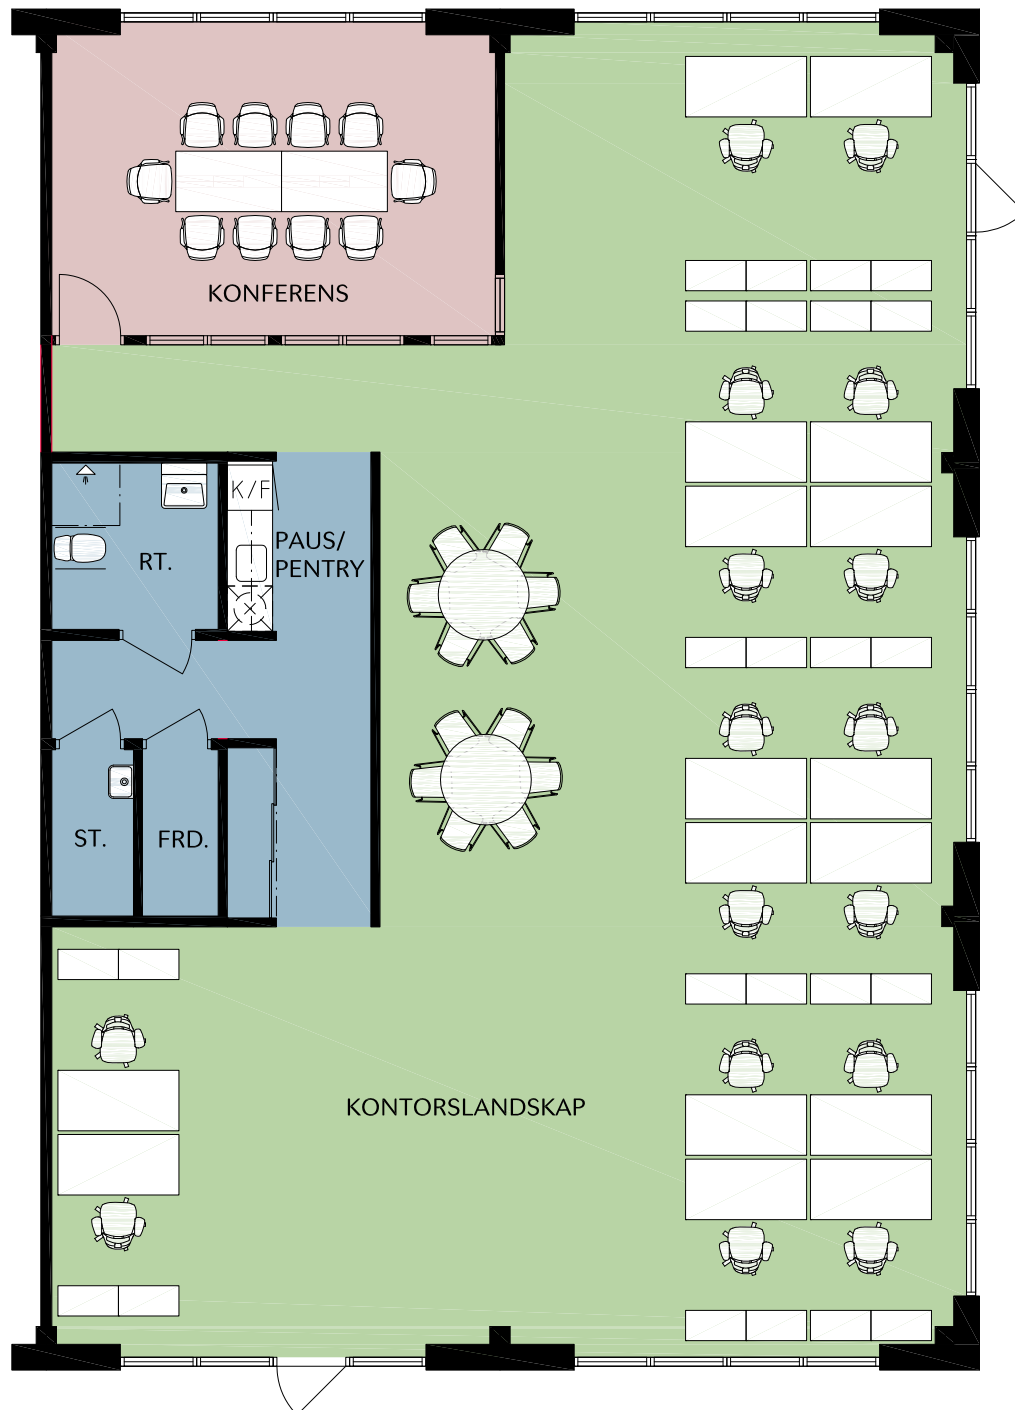 KONFERENS
K/F
PAUS/
PENTRY
RT.
ST.
FRD.
KONTORSLANDSKAP